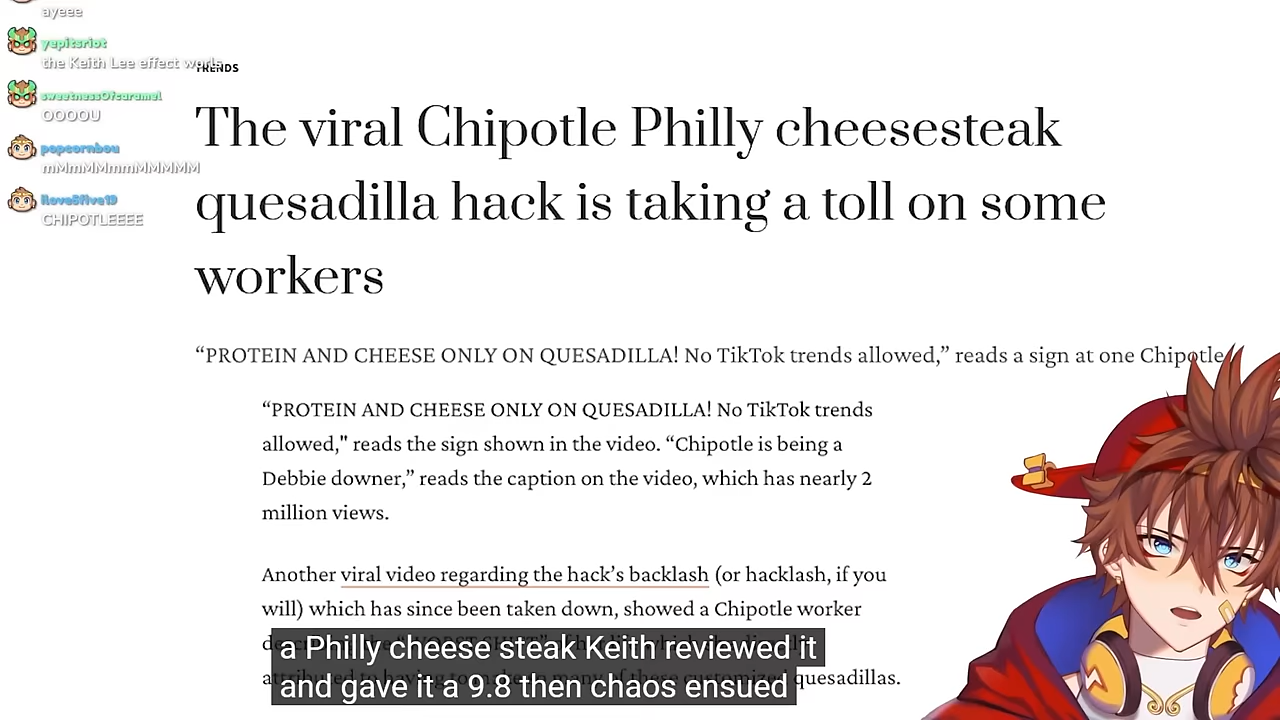 ayeee
yepitsriot
the Keith Lee effect
TRENDS
sweetnessOfcaramel
OOOOU
popcornbou
mMmMMmmMMMMM
CHIPOTLEEEE
The viral Chipotle Philly cheesesteak
quesadilla hack is taking a toll on some
workers
“PROTEIN AND CHEESE ONLY ON QUESADILLA! No TikTok trends allowed,” reads a sign at one Chipotle
“PROTEIN AND CHEESE ONLY ON QUESADILLA! No TikTok trends
allowed," reads the sign shown in the video. “Chipotle is being a
Debbie downer,” reads the caption on the video, which has nearly 2
million views.
Another viral video regarding the hack’s backlash (or hacklash, if you
will) which has since been taken down, showed a Chipotle worker
quesadillas.
a Philly cheese steak Keith reviewed it
and gave it a 9.8 then chaos ensued